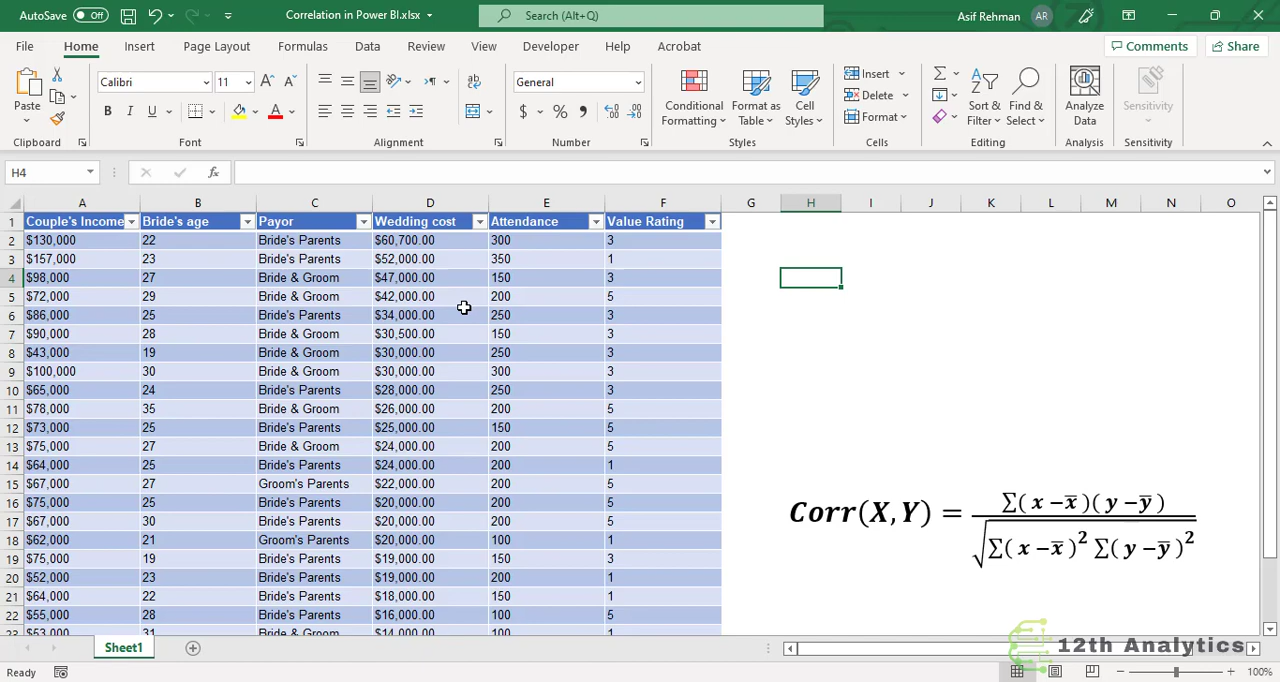 AutoSave Off Correlation in Power BI.xlsx Search (Alt+Q) Asif Rehman AR
File Home Insert Page Layout Formulas Data Review View Developer Help Acrobat Comments Share
Calibri 11 General Insert
Paste Conditional Formatting Format as Table Cell Styles Delete Sort & Filter Find & Select Analyze Data Sensitivity
B I U A $ % Format
Clipboard Font Alignment Number Styles Cells Editing Analysis Sensitivity
H4 fx
A B C D E F G H I J K L M N O
1 Couple's Income Bride's age Payor Wedding cost Attendance Value Rating
2 $130,000 22 Bride's Parents $60,700.00 300 3
3 $157,000 23 Bride's Parents $52,000.00 350 1
4 $98,000 27 Bride & Groom $47,000.00 150 3
5 $72,000 29 Bride & Groom $42,000.00 200 5
6 $86,000 25 Bride's Parents $34,000.00 250 3
7 $90,000 28 Bride & Groom $30,500.00 150 3
8 $43,000 19 Bride & Groom $30,000.00 250 3
9 $100,000 30 Bride & Groom $30,000.00 300 3
10 $65,000 24 Bride's Parents $28,000.00 250 3
11 $78,000 35 Bride & Groom $26,000.00 200 5
12 $73,000 25 Bride's Parents $25,000.00 150 5
13 $75,000 27 Bride & Groom $24,000.00 200 5
14 $64,000 25 Bride's Parents $24,000.00 200 1
15 $67,000 27 Groom's Parents $22,000.00 200 5
16 $75,000 25 Bride's Parents $20,000.00 200 5
17 $67,000 30 Bride's Parents $20,000.00 200 5
18 $62,000 21 Groom's Parents $20,000.00 100 1
19 $75,000 19 Bride's Parents $19,000.00 150 3
20 $52,000 23 Bride's Parents $19,000.00 200 1
21 $64,000 22 Bride's Parents $18,000.00 150 1
22 $55,000 28 Bride's Parents $16,000.00 100 5
23 $53,000 31 Bride & Groom $14,000.00 100 1
Corr(X,Y) = ∑(x − x̅)(y − y̅) / √∑(x − x̅)² ∑(y − y̅)²
Sheet1
12th Analytics
Ready 100%